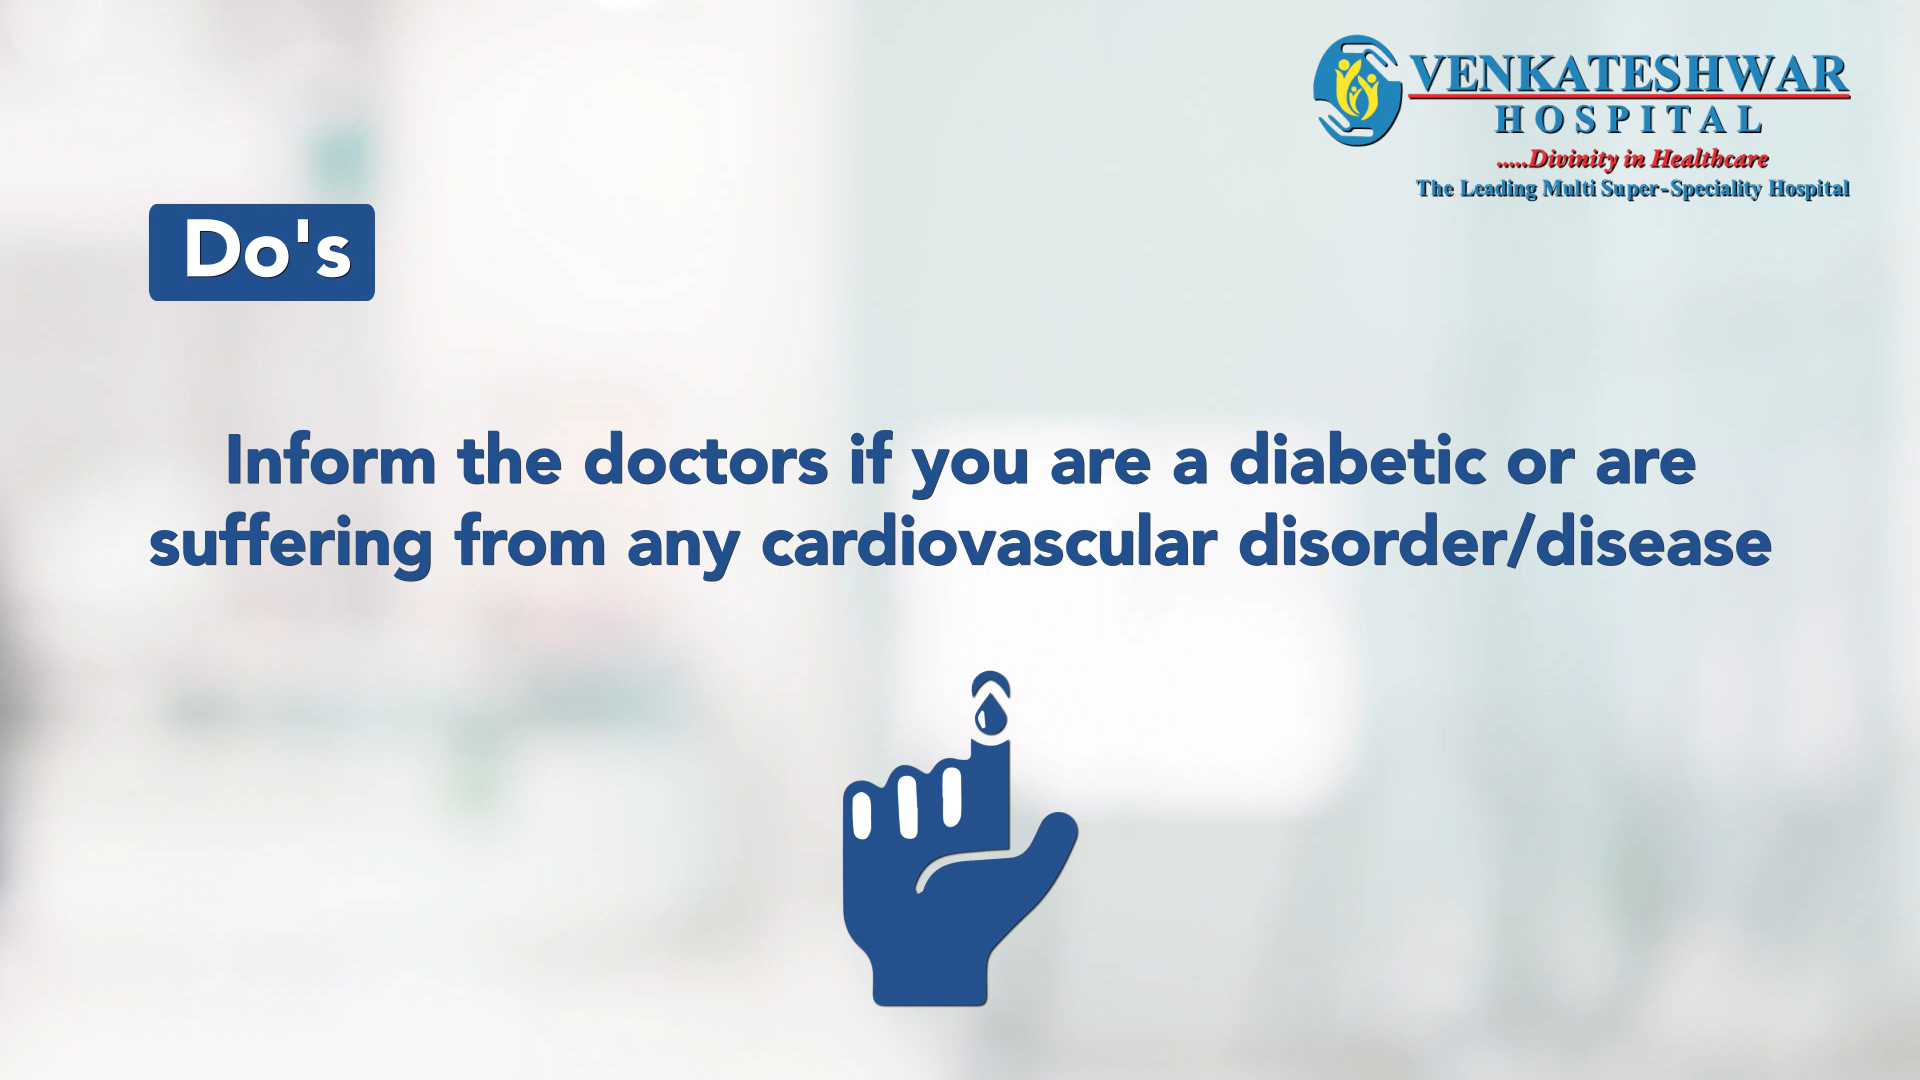 VENKATESHWAR
HOSPITAL
.....Divinity in Healthcare
The Leading Multi Super-Speciality Hospital
Do's
Inform the doctors if you are a diabetic or are
suffering from any cardiovascular disorder/disease